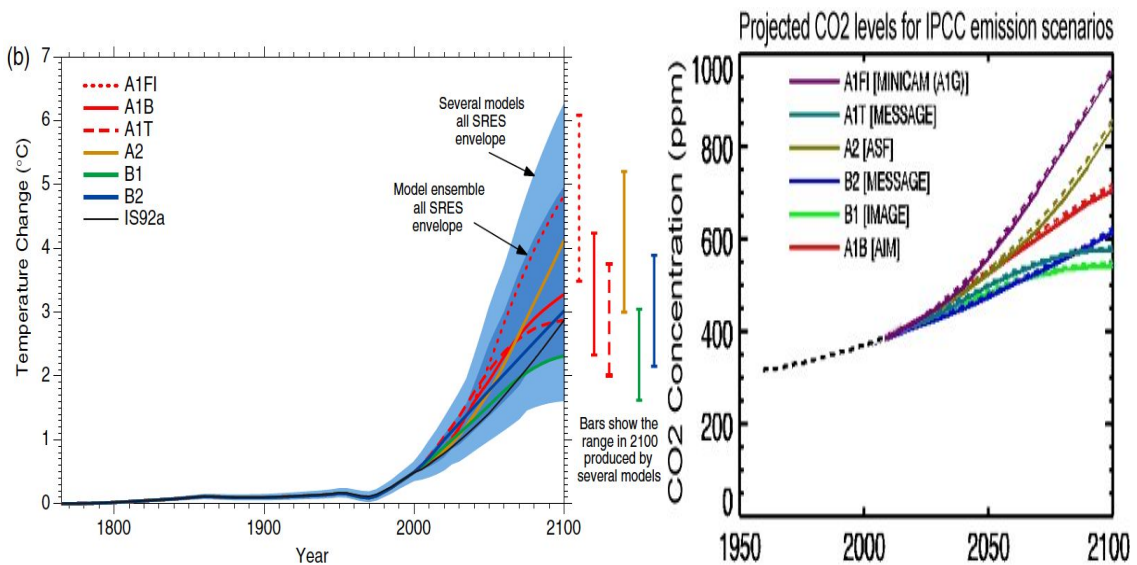 (b)
7
6
5
4
3
2
1
0
Temperature Change (°C)
A1FI
A1B
A1T
A2
B1
B2
IS92a
Several models
all SRES
envelope
Model ensemble
all SRES
envelope
Bars show the
range in 2100
produced by
several models
1800
1900
2000
2100
Year
Projected CO2 levels for IPCC emission scenarios
CO2 Concentration (ppm)
1000
800
600
400
200
0
A1FI [MINICAM (A1G)]
A1T [MESSAGE]
A2 [ASF]
B2 [MESSAGE]
B1 [IMAGE]
A1B [AIM]
1950
2000
2050
2100